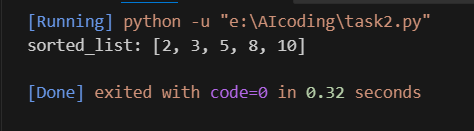 [Running] python -u "e:\AIcoding\task2.py"
sorted_list: [2, 3, 5, 8, 10]
[Done] exited with code=0 in 0.32 seconds